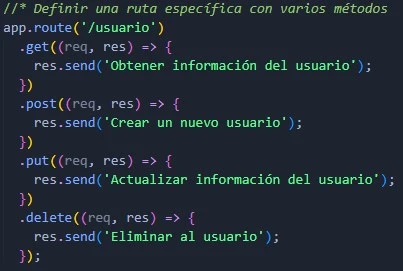 //* Definir una ruta específica con varios métodos
app.route('/usuario')
  .get((req, res) => {
    res.send('Obtener información del usuario');
  })
  .post((req, res) => {
    res.send('Crear un nuevo usuario');
  })
  .put((req, res) => {
    res.send('Actualizar información del usuario');
  })
  .delete((req, res) => {
    res.send('Eliminar al usuario');
  });